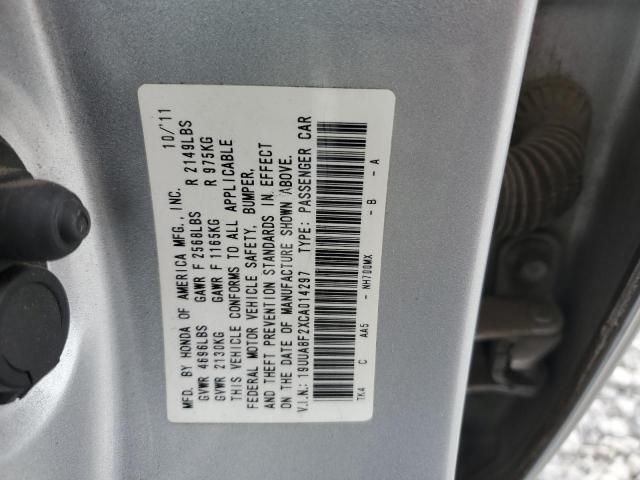 MFD. BY HONDA OF AMERICA MFG., INC. 10/'11
GVWR 4696LBS GAWR F 2568LBS R 2149LBS
GVWR 2130KG GAWR F 1165KG R 975KG
THIS VEHICLE CONFORMS TO ALL APPLICABLE
FEDERAL MOTOR VEHICLE SAFETY, BUMPER,
AND THEFT PREVENTION STANDARDS IN EFFECT
ON THE DATE OF MANUFACTURE SHOWN ABOVE.
V.I.N.: 19UUA8F2XCA014297 TYPE: PASSENGER CAR
TK4 C AA5 - NH700MX - B - A